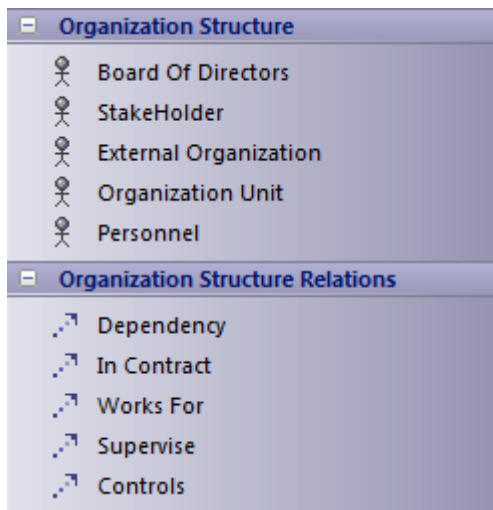 Organization Structure
Board Of Directors
StakeHolder
External Organization
Organization Unit
Personnel
Organization Structure Relations
Dependency
In Contract
Works For
Supervise
Controls